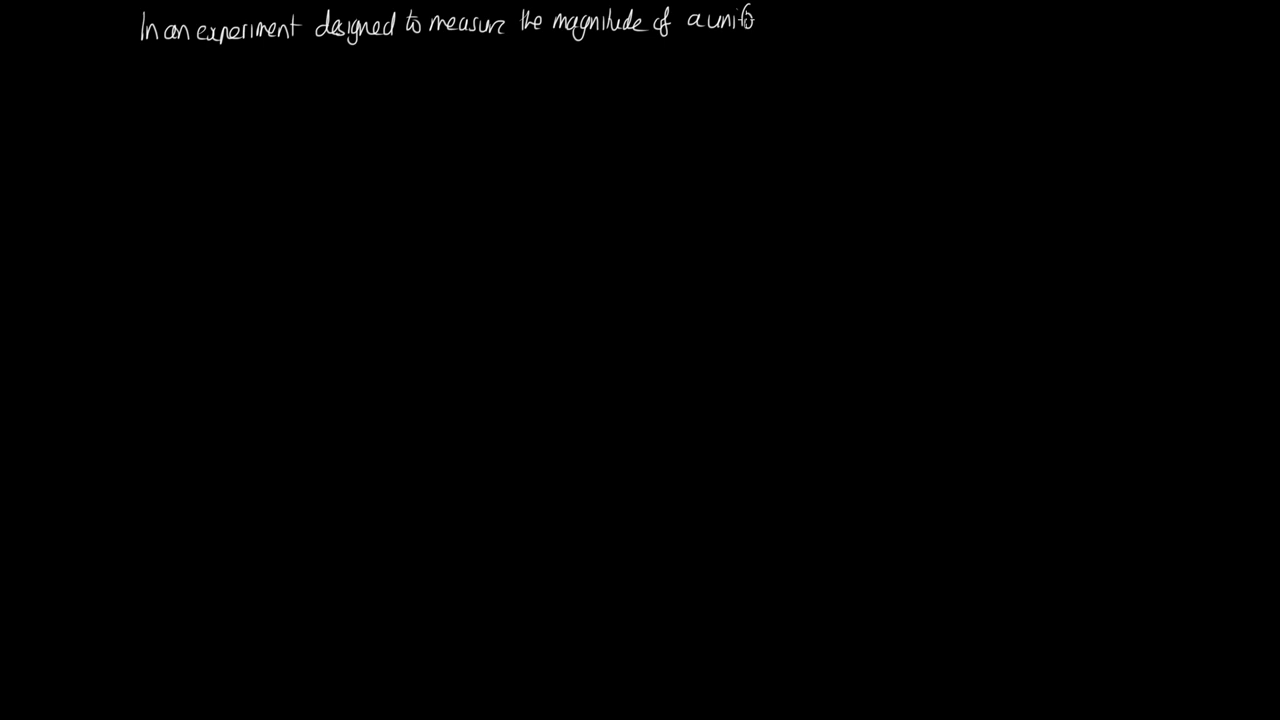 In an experiment designed to measure the magnitude of a unifo